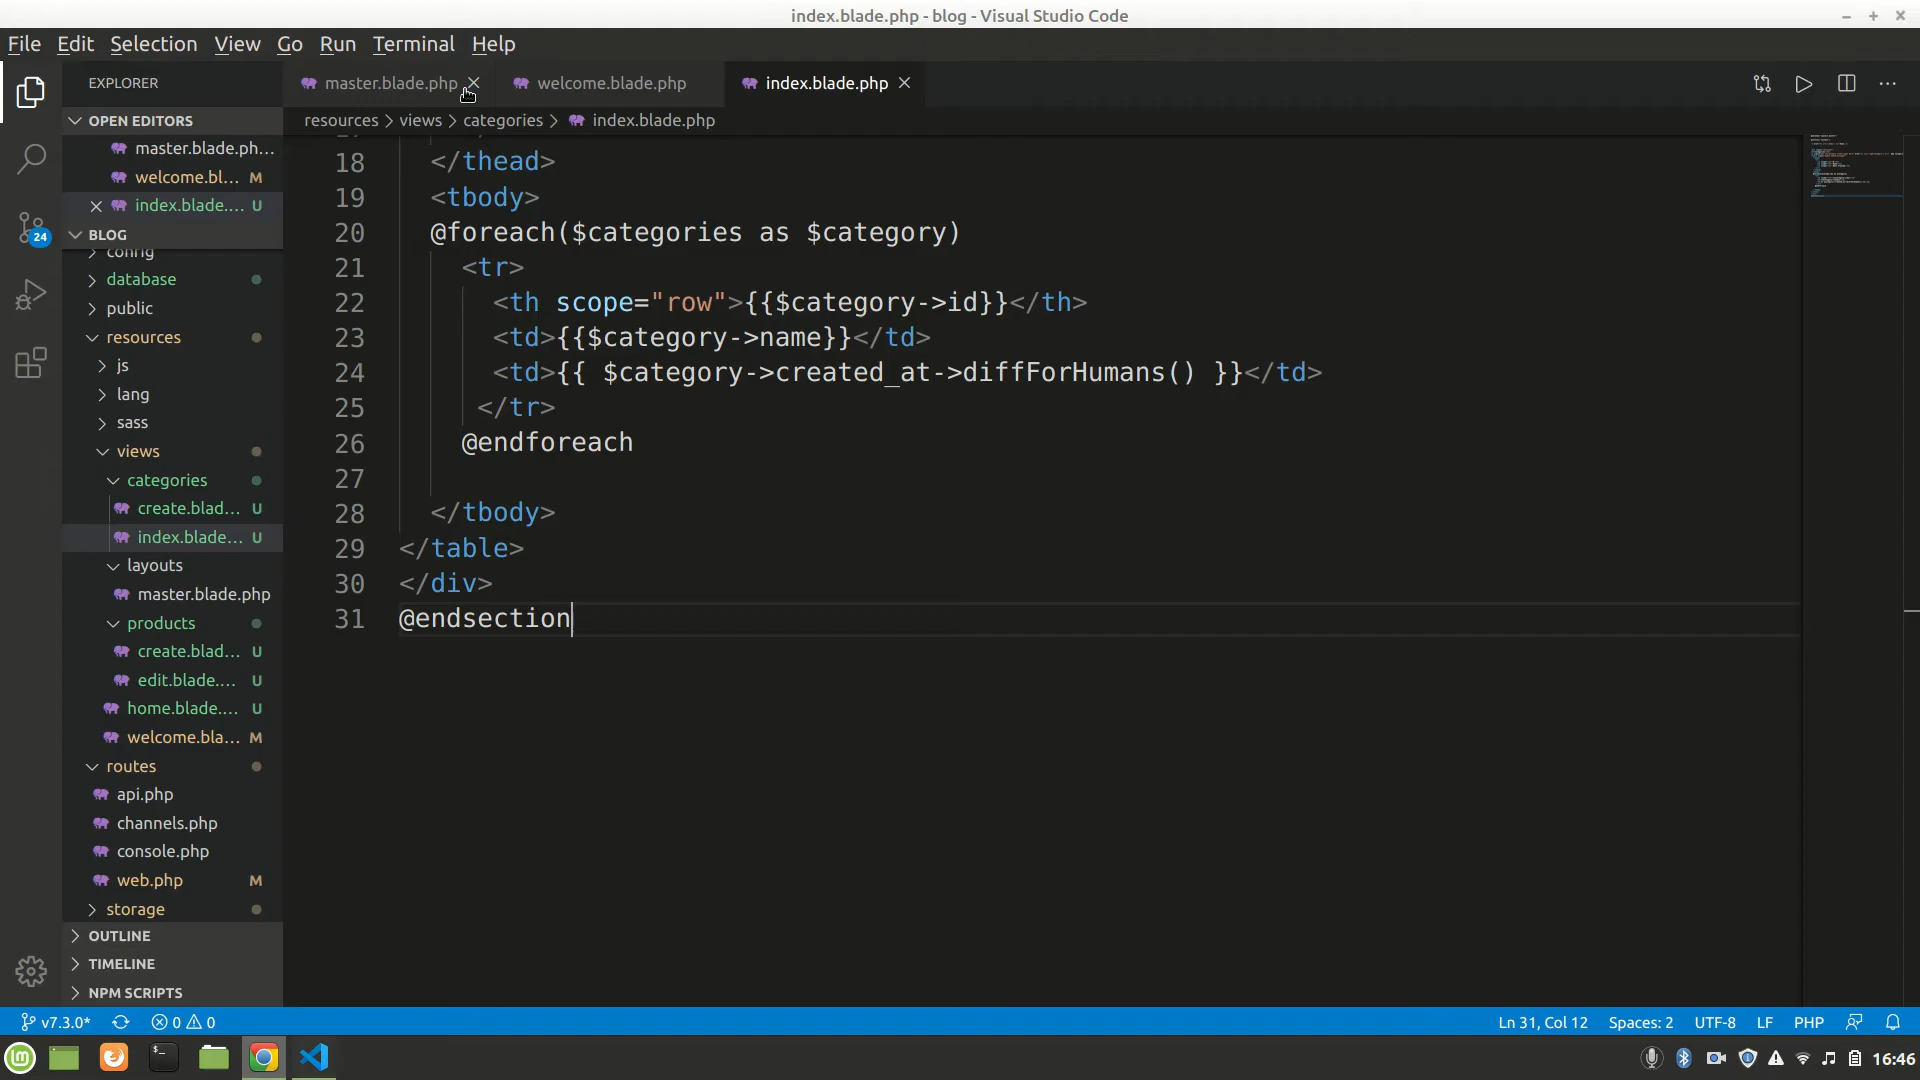 index.blade.php - blog - Visual Studio Code
File Edit Selection View Go Run Terminal Help
EXPLORER
master.blade.php welcome.blade.php index.blade.php
OPEN EDITORS
resources > views > categories > index.blade.php
master.blade.ph...
welcome.bl... M
index.blade.... U
BLOG
config
database
public
resources
js
lang
sass
views
categories
create.blad... U
index.blade... U
layouts
master.blade.php
products
create.blad... U
edit.blade.... U
home.blade.... U
welcome.bla... M
routes
api.php
channels.php
console.php
web.php M
storage
OUTLINE
TIMELINE
NPM SCRIPTS
24
18 </thead>
19 <tbody>
20 @foreach($categories as $category)
21 <tr>
22 <th scope="row">{{$category->id}}</th>
23 <td>{{$category->name}}</td>
24 <td>{{ $category->created_at->diffForHumans() }}</td>
25 </tr>
26 @endforeach
27
28 </tbody>
29 </table>
30 </div>
31 @endsection
v7.3.0* 0 0 Ln 31, Col 12 Spaces: 2 UTF-8 LF PHP
16:46